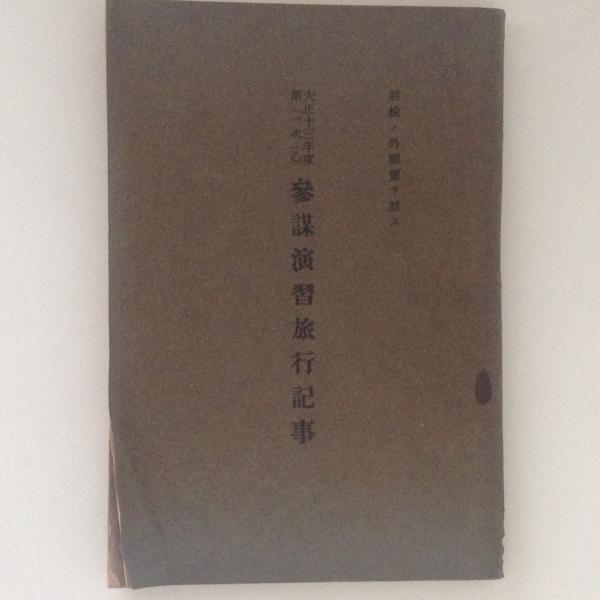 將校ノ外閲覽ヲ禁ス
大正十三年度
第一次乙
參謀演習旅行記事